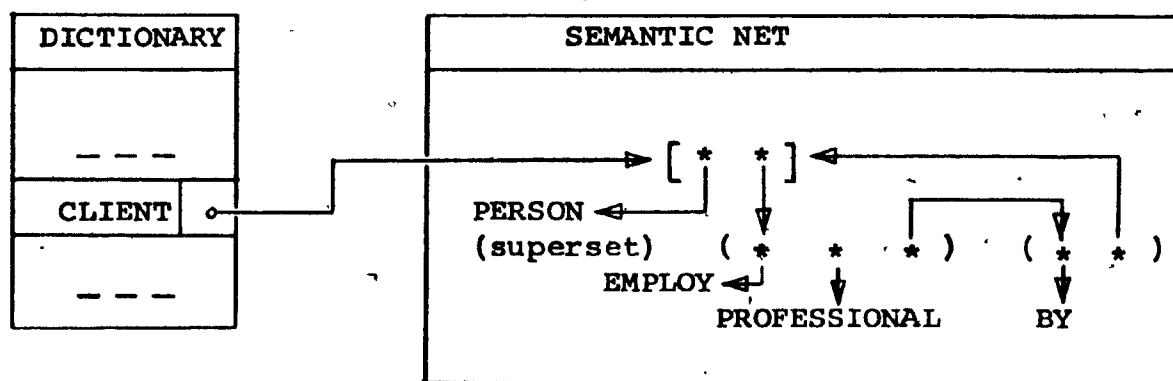 DICTIONARY
SEMANTIC NET
– – –
[ * * ]
CLIENT
PERSON
(superset)
( * * * ) ( * * )
EMPLOY
– – –
PROFESSIONAL BY